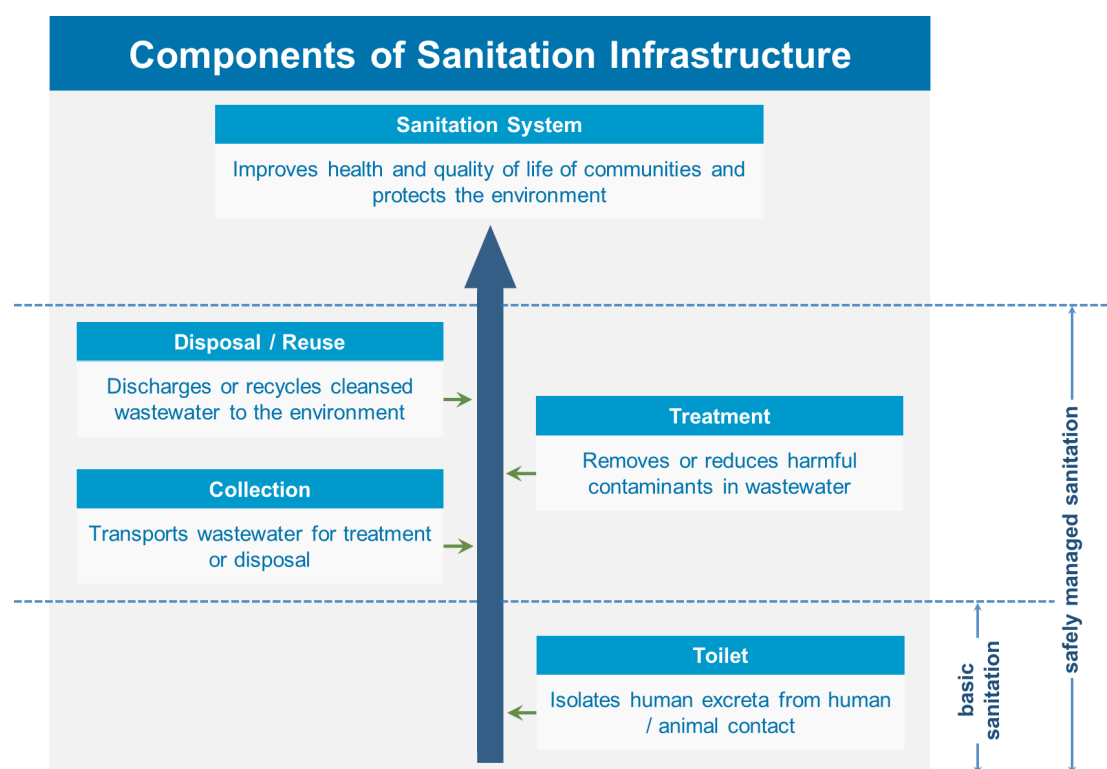 Components of Sanitation Infrastructure
Sanitation System
Improves health and quality of life of communities and
protects the environment
Disposal / Reuse
Discharges or recycles cleansed
wastewater to the environment
Treatment
Removes or reduces harmful
contaminants in wastewater
Collection
Transports wastewater for treatment
or disposal
Toilet
Isolates human excreta from human
/ animal contact
basic
sanitation
safely managed sanitation